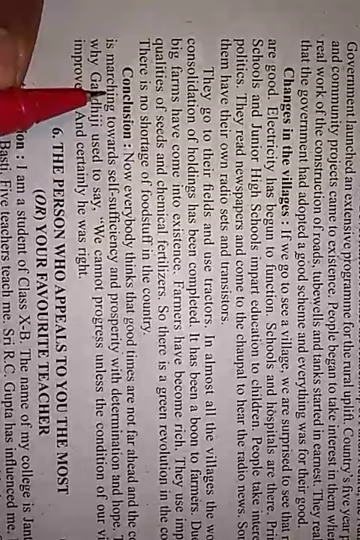 Government launched an extensive programme for the rural uplift. Country's five year p
and community projects came to existence. People began to take interest in them whe
real work of the construction of roads, tubewells and tanks started in earnest. They real
that the government had adopted a good scheme and everything was for their good.
Changes in the villages : If we go to see a village, we are surprised to see that r
are good. Electricity has begun to function. Schools and hospitals are there. Pri
Schools and Junior High Schools impart education to children. People take intere
politics. They read newspapers and come to the chaupal to hear the radio news. Som
them have their own radio sets and transistors.
They go to their fields and use tractors. In almost all the villages the wo
consolidation of holdings has been completed. It has been a boon to farmers. Du
big farms have come into existence. Farmers have become rich. They use imp
qualities of seeds and chemical fertilizers. So there is a green revolution in the co
There is no shortage of foodstuff in the country.
Conclusion : Now everybody thinks that good times are not far ahead and the c
is marching towards self-sufficiency and prosperity with determination and hope. T
why Gandhiji used to say, "We cannot progress unless the condition of our vi
improve And certainly he was right.
6. THE PERSON WHO APPEALS TO YOU THE MOST
(OR) YOUR FAVOURITE TEACHER
on : I am a student of Class X-B. The name of my college is Jant
Basti. Five teachers teach me. Sri R.C. Gupta has influenced me.